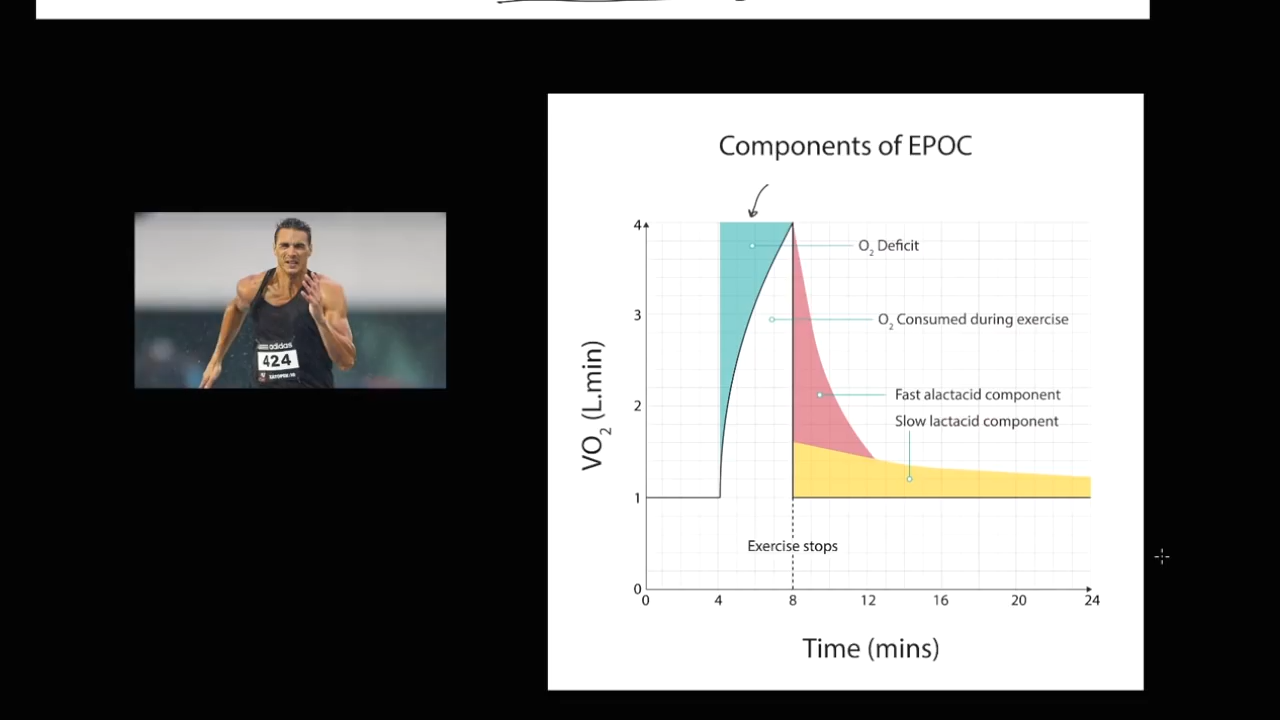 Components of EPOC
4
O2 Deficit
3
O2 Consumed during exercise
2
Fast alactacid component
Slow lactacid component
VO2 (L.min)
1
Exercise stops
0
0 4 8 12 16 20 24
Time (mins)
adidas
424